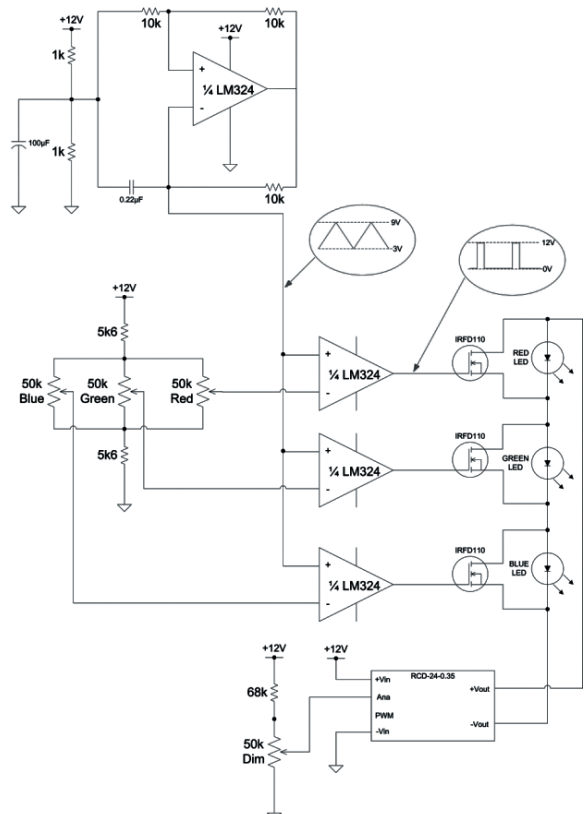 +12V
10k
10k
+12V
1k
+
¼ LM324
-
100µF
1k
0.22µF
10k
9V
3V
12V
0V
+12V
5k6
50k
Blue
50k
Green
50k
Red
5k6
+
¼ LM324
-
IRFD110
RED
LED
+
¼ LM324
-
IRFD110
GREEN
LED
+
¼ LM324
-
IRFD110
BLUE
LED
+12V
68k
50k
Dim
+12V
RCD-24-0.35
+Vin
Ana
PWM
-Vin
+Vout
-Vout